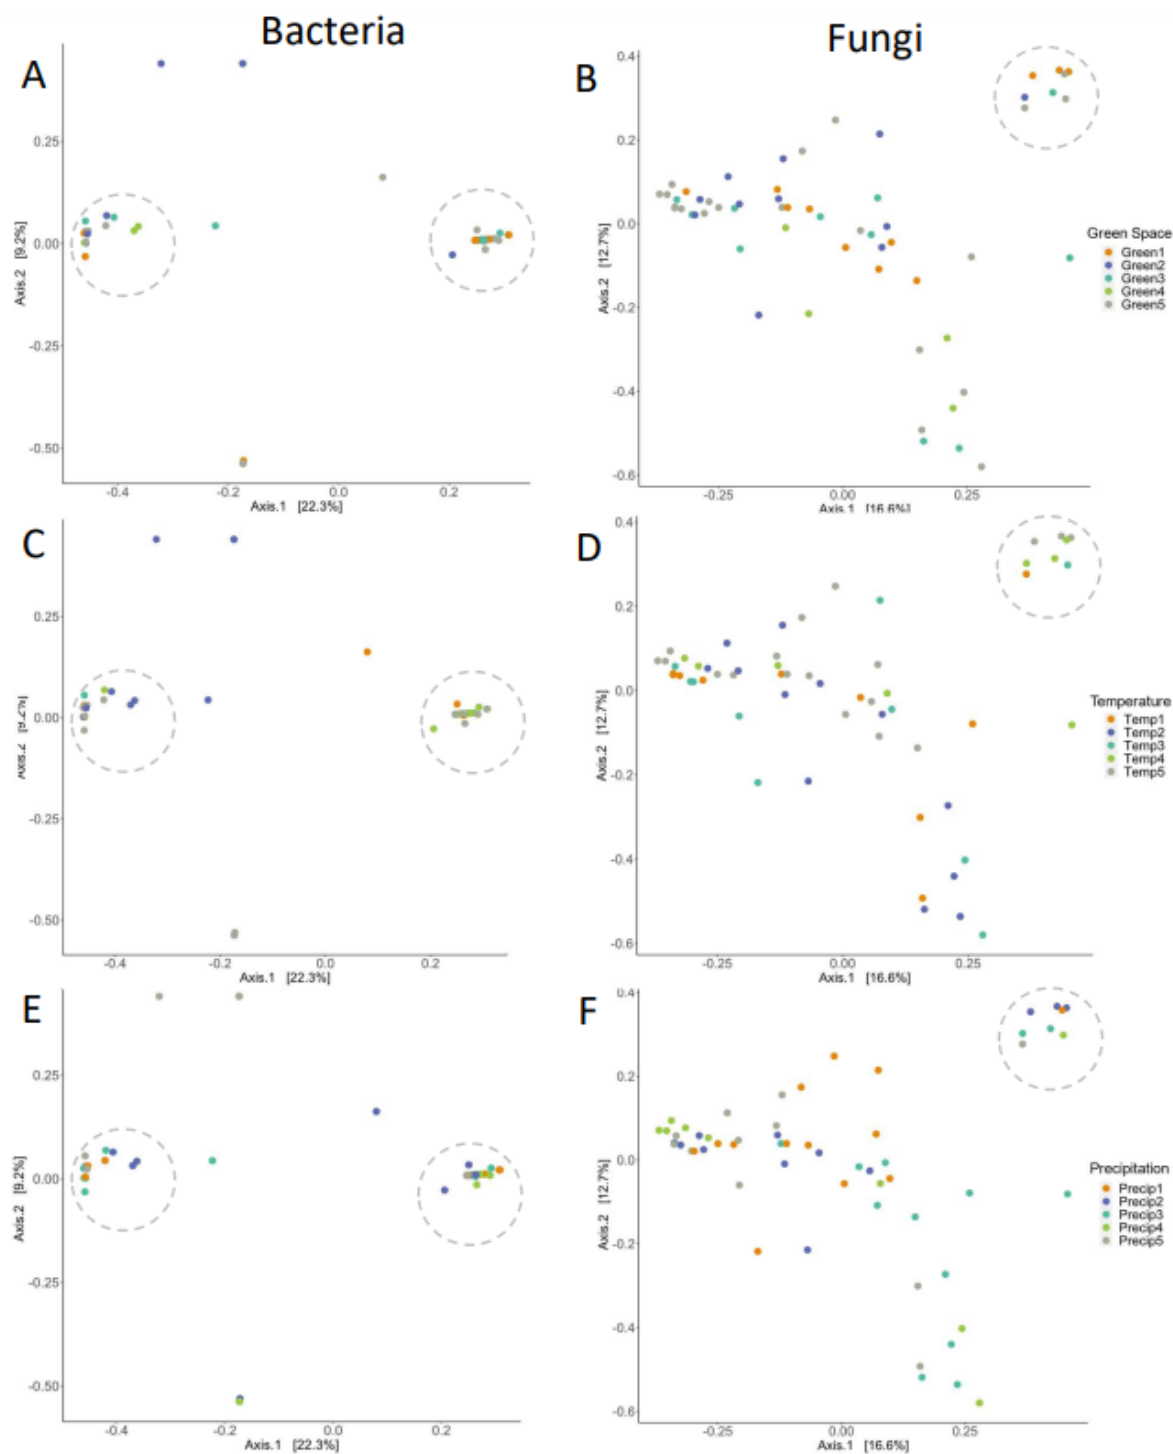 Bacteria
Fungi
A
0.25
0.00
-0.25
-0.50
Axis.2 [9.2%]
-0.4
-0.2
0.0
0.2
Axis.1 [22.3%]
B
0.4
0.2
0.0
-0.2
-0.4
-0.6
Axis.2 [12.7%]
-0.25
0.00
0.25
Axis.1 [16.6%]
Green Space
Green1
Green2
Green3
Green4
Green5
C
0.25
0.00
-0.25
-0.50
-0.4
-0.2
0.0
0.2
Axis.1 [22.3%]
D
0.4
0.2
0.0
-0.2
-0.4
-0.6
Axis.2 [12.7%]
-0.25
0.00
0.25
Axis.1 [16.6%]
Temperature
Temp1
Temp2
Temp3
Temp4
Temp5
E
0.25
0.00
-0.25
-0.50
Axis.2 [9.2%]
-0.4
-0.2
0.0
0.2
Axis.1 [22.3%]
F
0.4
0.2
0.0
-0.2
-0.4
-0.6
Axis.2 [12.7%]
-0.25
0.00
0.25
Axis.1 [16.6%]
Precipitation
Precip1
Precip2
Precip3
Precip4
Precip5